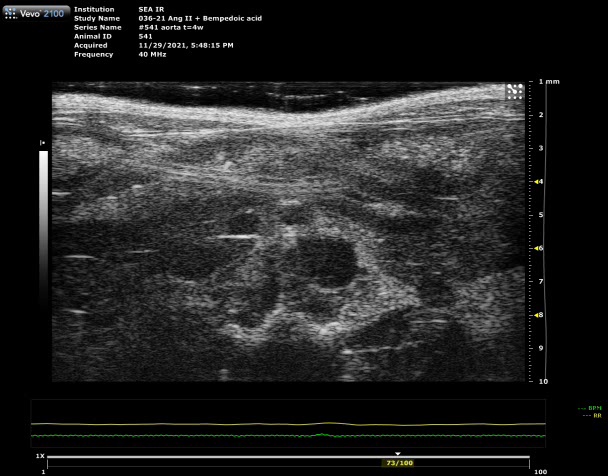 Vevo 2100
Institution SEA IR
Study Name 036-21 Ang II + Bempedoic acid
Series Name #541 aorta t=4w
Animal ID 541
Acquired 11/29/2021, 5:48:15 PM
Frequency 40 MHz
1 mm
2
3
4
5
6
7
8
9
10
BPM
RR
1X
73/100
1
100